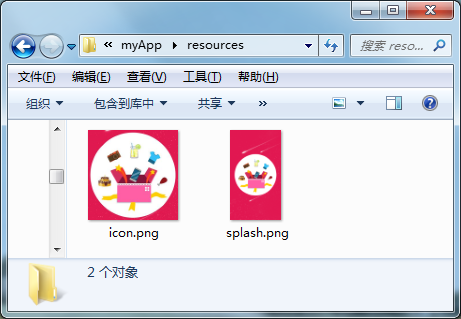 « myApp ▸ resources
搜索 reso...
文件(F) 编辑(E) 查看(V) 工具(T) 帮助(H)
组织 包含到库中 共享 »
icon.png splash.png
2 个对象